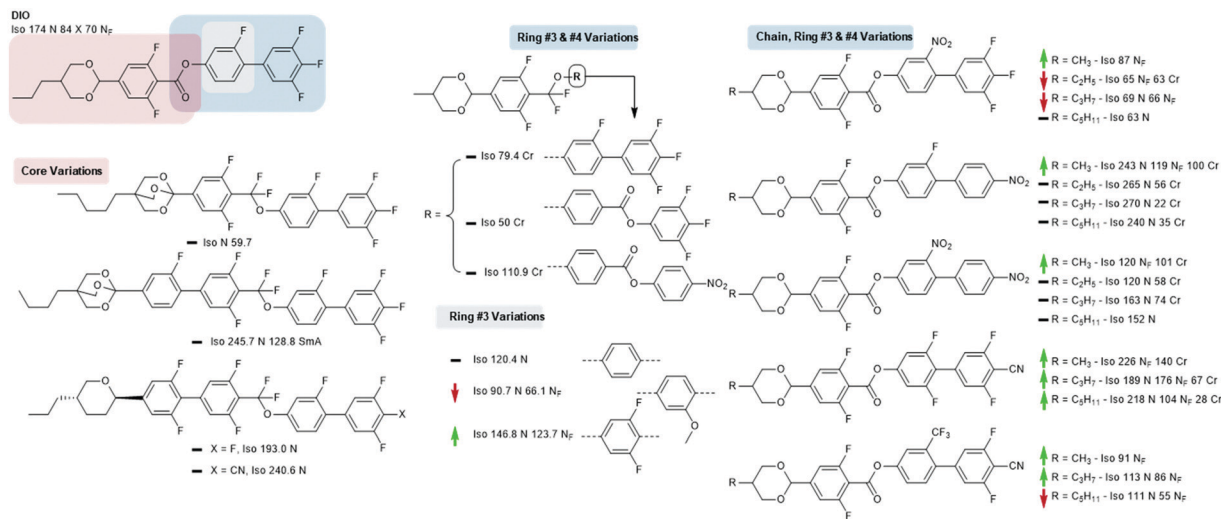 DIO
Iso 174 N 84 X 70 NF
F
F
F
O
O
O
F
F
O
O
F
F
Core Variations
O
O
O
F
F
F
F
O
F
F
F
F
Iso N 59.7
O
O
O
F
F
F
F
F
O
F
F
F
F
Iso 245.7 N 128.8 SmA
O
F
F
F
F
F
F
O
F
F
X
F
X = F, Iso 193.0 N
X = CN, Iso 240.6 N
Ring #3 & #4 Variations
O
O
F
F
O
R
F
F
R =
Iso 79.4 Cr
F
F
F
F
Iso 50 Cr
O
O
F
F
F
Iso 110.9 Cr
O
O
NO₂
Ring #3 Variations
Iso 120.4 N
Iso 90.7 N 66.1 NF
O
Iso 146.8 N 123.7 NF
F
F
Chain, Ring #3 & #4 Variations
R
O
O
F
F
O
O
NO₂
F
F
F
R = CH₃ - Iso 87 NF
R = C₂H₅ - Iso 65 NF 63 Cr
R = C₃H₇ - Iso 69 N 66 NF
R = C₅H₁₁ - Iso 63 N
R
O
O
F
F
O
O
F
NO₂
R = CH₃ - Iso 243 N 119 NF 100 Cr
R = C₂H₅ - Iso 265 N 56 Cr
R = C₃H₇ - Iso 270 N 22 Cr
R = C₅H₁₁ - Iso 240 N 35 Cr
R
O
O
F
F
O
O
NO₂
NO₂
R = CH₃ - Iso 120 NF 101 Cr
R = C₂H₅ - Iso 120 N 58 Cr
R = C₃H₇ - Iso 163 N 74 Cr
R = C₅H₁₁ - Iso 152 N
R
O
O
F
F
O
O
F
F
F
CN
F
R = CH₃ - Iso 226 NF 140 Cr
R = C₃H₇ - Iso 189 N 176 NF 67 Cr
R = C₅H₁₁ - Iso 218 N 104 NF 28 Cr
R
O
O
F
F
O
O
CF₃
F
CN
F
R = CH₃ - Iso 91 NF
R = C₃H₇ - Iso 113 N 86 NF
R = C₅H₁₁ - Iso 111 N 55 NF